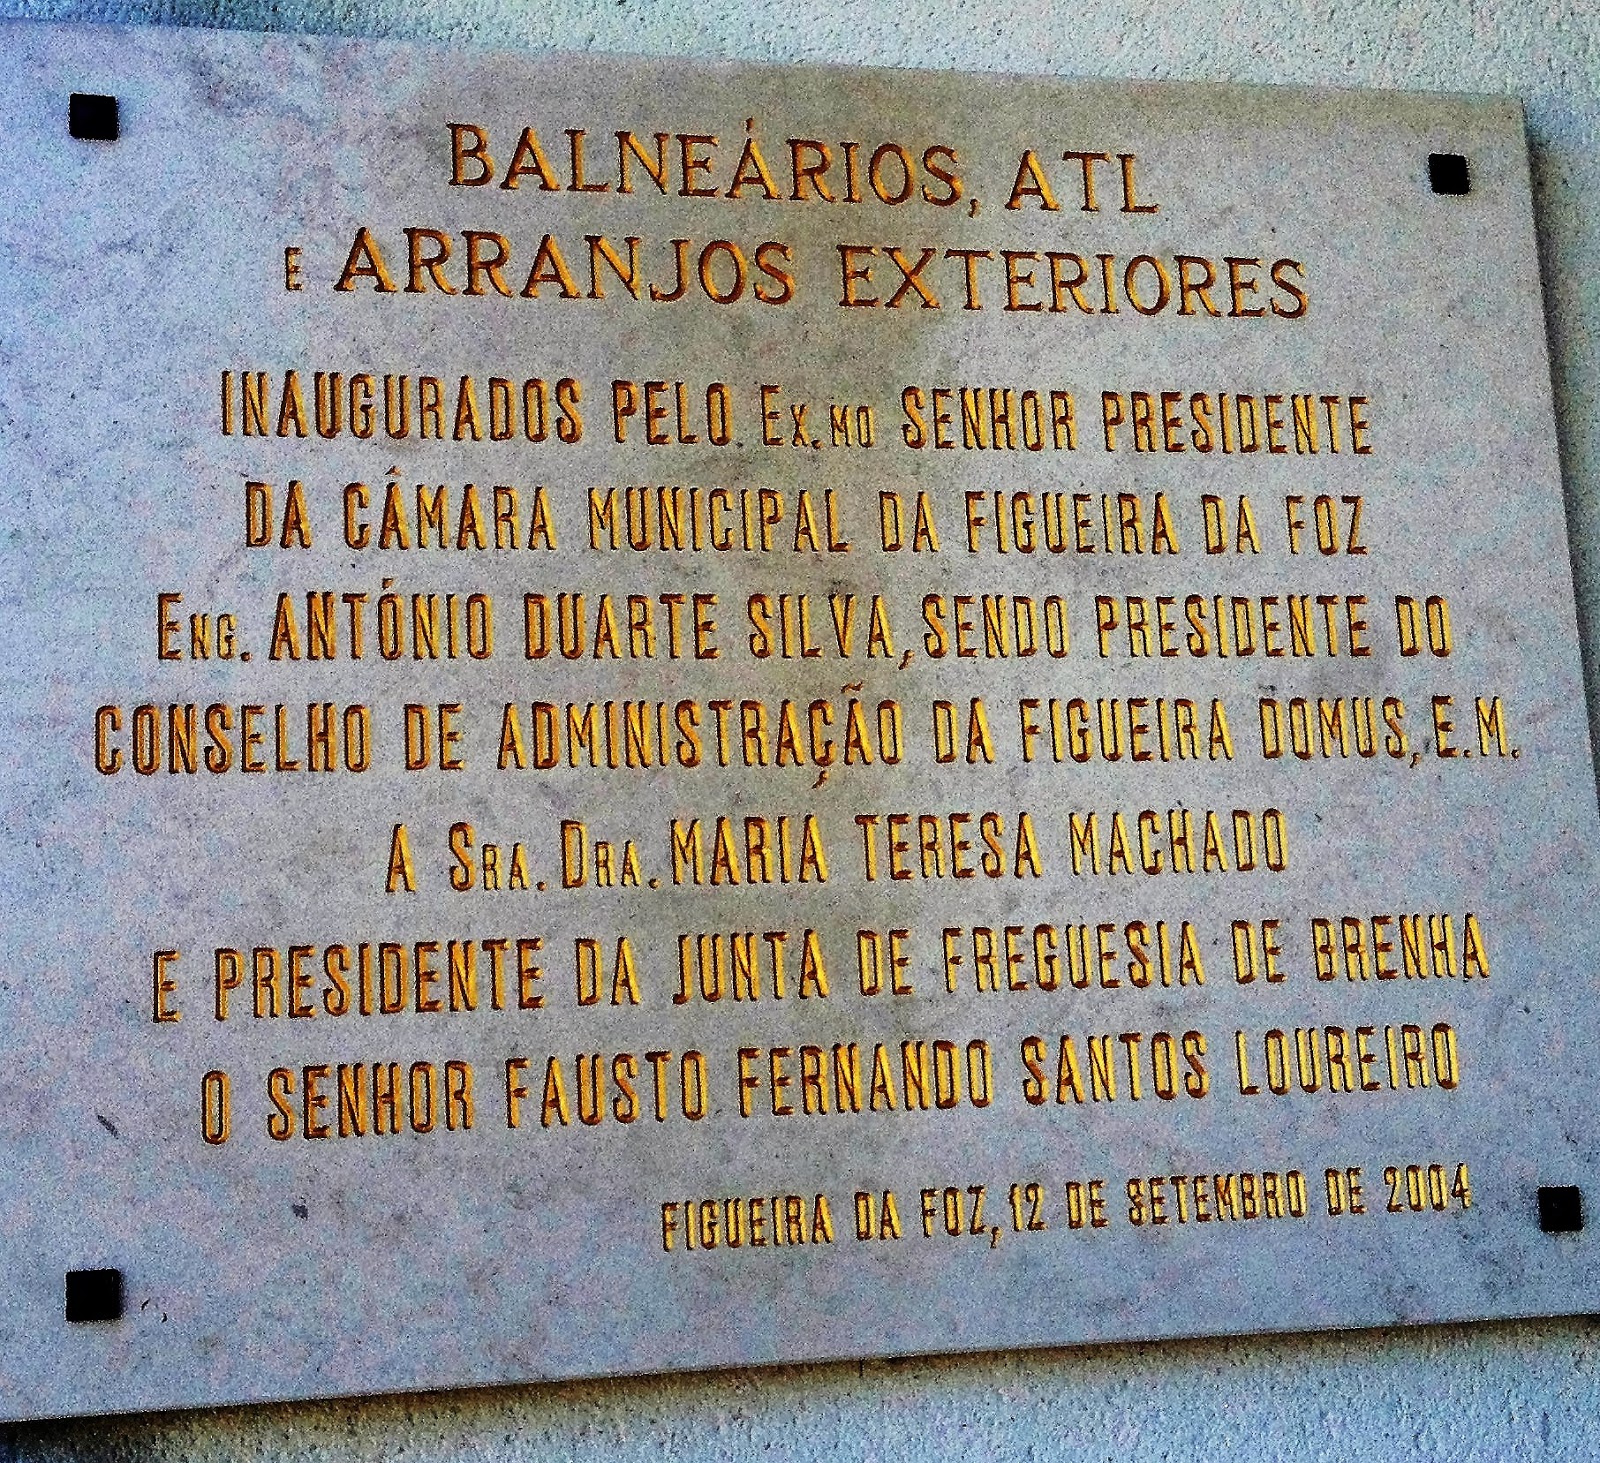 BALNEÁRIOS, ATL
E ARRANJOS EXTERIORES
INAUGURADOS PELO EX.MO SENHOR PRESIDENTE
DA CÂMARA MUNICIPAL DA FIGUEIRA DA FOZ
ENG. ANTÓNIO DUARTE SILVA, SENDO PRESIDENTE DO
CONSELHO DE ADMINISTRAÇÃO DA FIGUEIRA DOMUS, E.M.
A SRA. DRA. MARIA TERESA MACHADO
E PRESIDENTE DA JUNTA DE FREGUESIA DE BRENHA
O SENHOR FAUSTO FERNANDO SANTOS LOUREIRO
FIGUEIRA DA FOZ, 12 DE SETEMBRO DE 2004